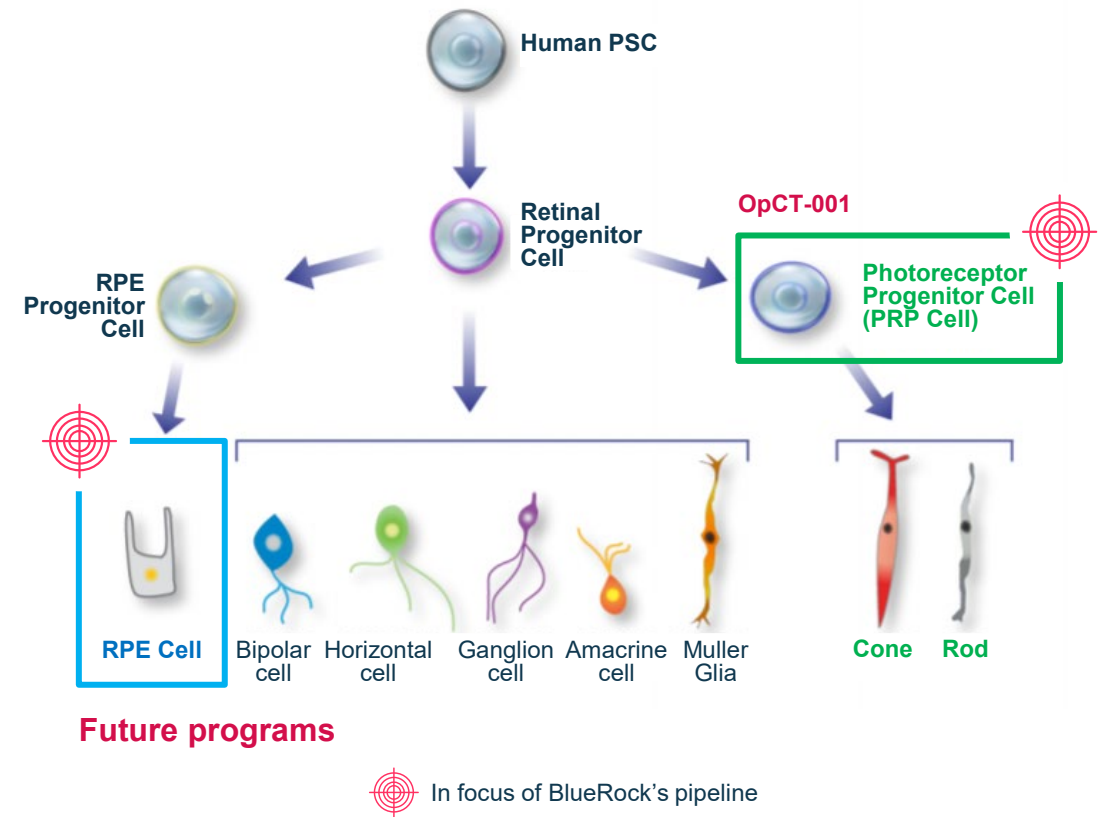 Human PSC
Retinal
Progenitor
Cell
OpCT-001
RPE
Progenitor
Cell
Photoreceptor
Progenitor Cell
(PRP Cell)
RPE Cell
Bipolar
cell
Horizontal
cell
Ganglion
cell
Amacrine
cell
Muller
Glia
Cone
Rod
Future programs
In focus of BlueRock’s pipeline